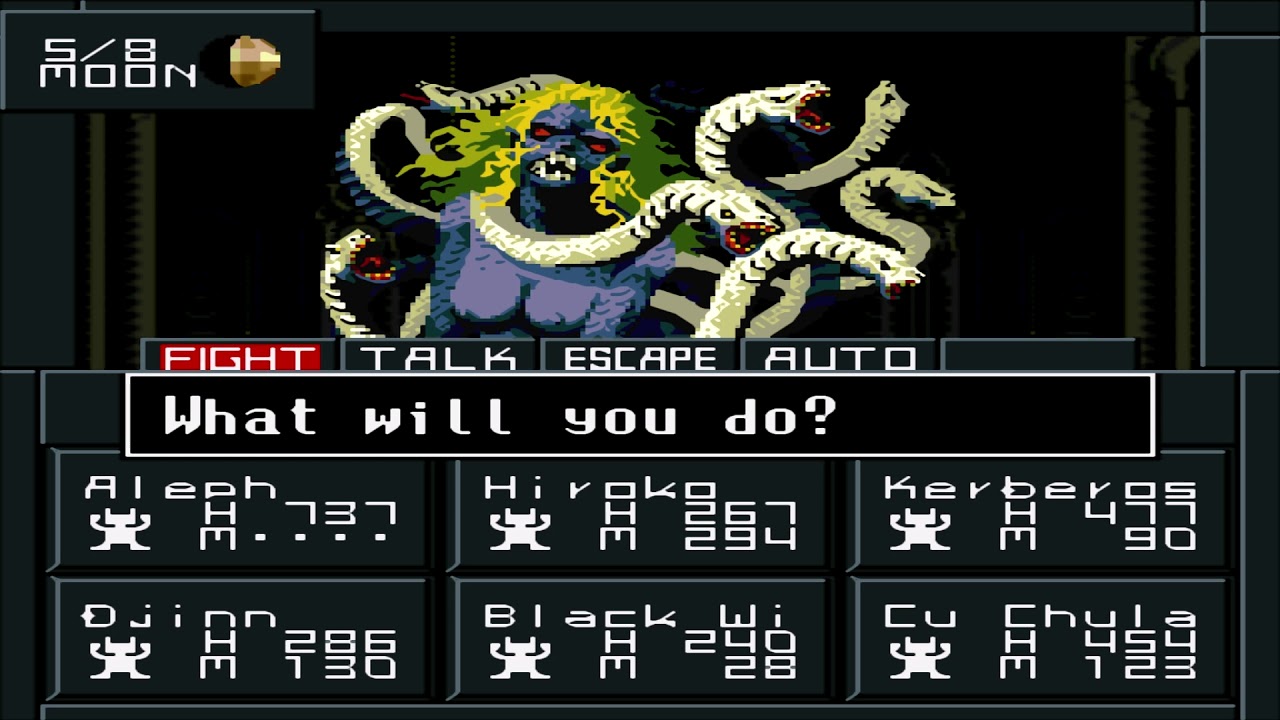 5/8
MOON
FIGHT TALK ESCAPE AUTO
What will you do?
Aleph Hiroko Kerberos
H 737 H 267 H 477
M.... M 294 M 90
Djinn Black Wi Cu Chula
H 286 H 240 H 454
M 130 M 28 M 123